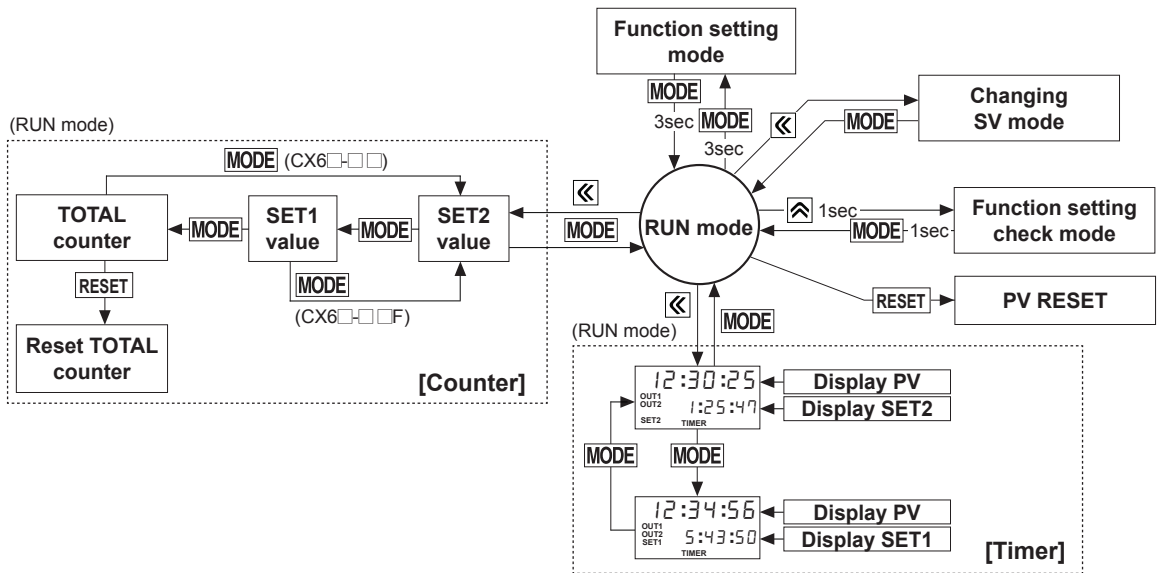 Function setting
mode
MODE
3sec
MODE
3sec
Changing
SV mode
MODE
(RUN mode)
MODE (CX6□-□□)
TOTAL
counter
MODE
SET1
value
MODE
SET2
value
MODE
RUN mode
1sec
MODE 1sec
Function setting
check mode
RESET
MODE
(CX6□-□□F)
Reset TOTAL
counter
[Counter]
RESET
PV RESET
MODE
(RUN mode)
12:30:25
Display PV
OUT1
OUT2
1:25:47
Display SET2
SET2
TIMER
MODE
MODE
12:34:56
Display PV
OUT1
OUT2
SET1
5:43:50
Display SET1
TIMER
[Timer]